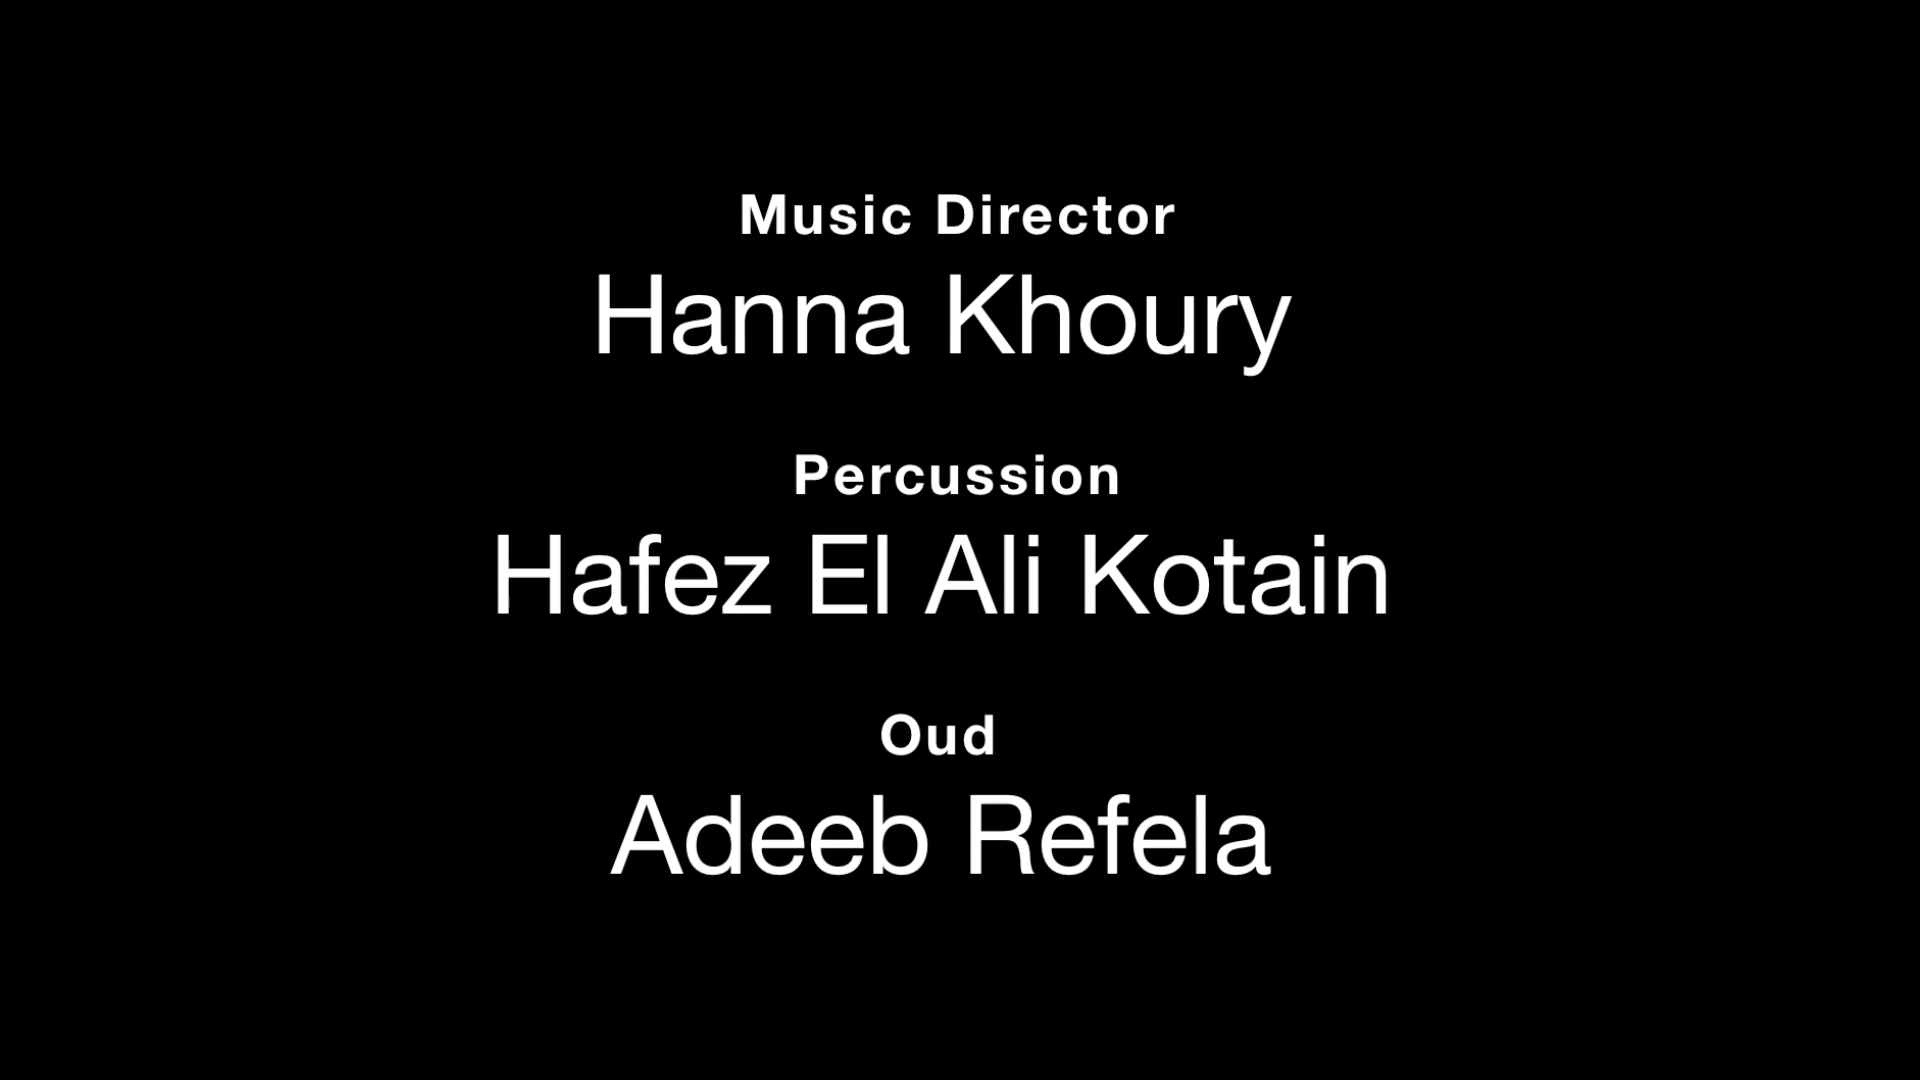 Music Director
Hanna Khoury
Percussion
Hafez El Ali Kotain
Oud
Adeeb Refela